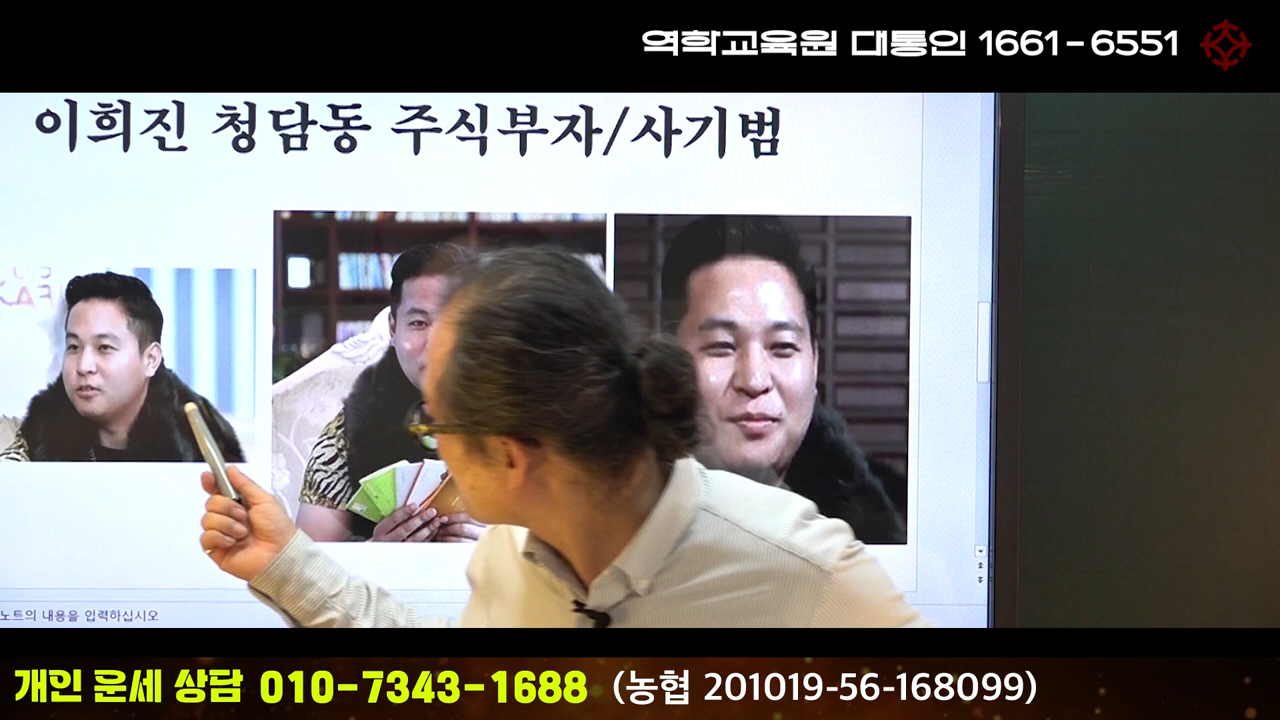 역학교육원 대통인 1661-6551
이희진 청담동 주식부자/사기범
노트의 내용을 입력하십시오
개인 운세 상담 010-7343-1688 (농협 201019-56-168099)